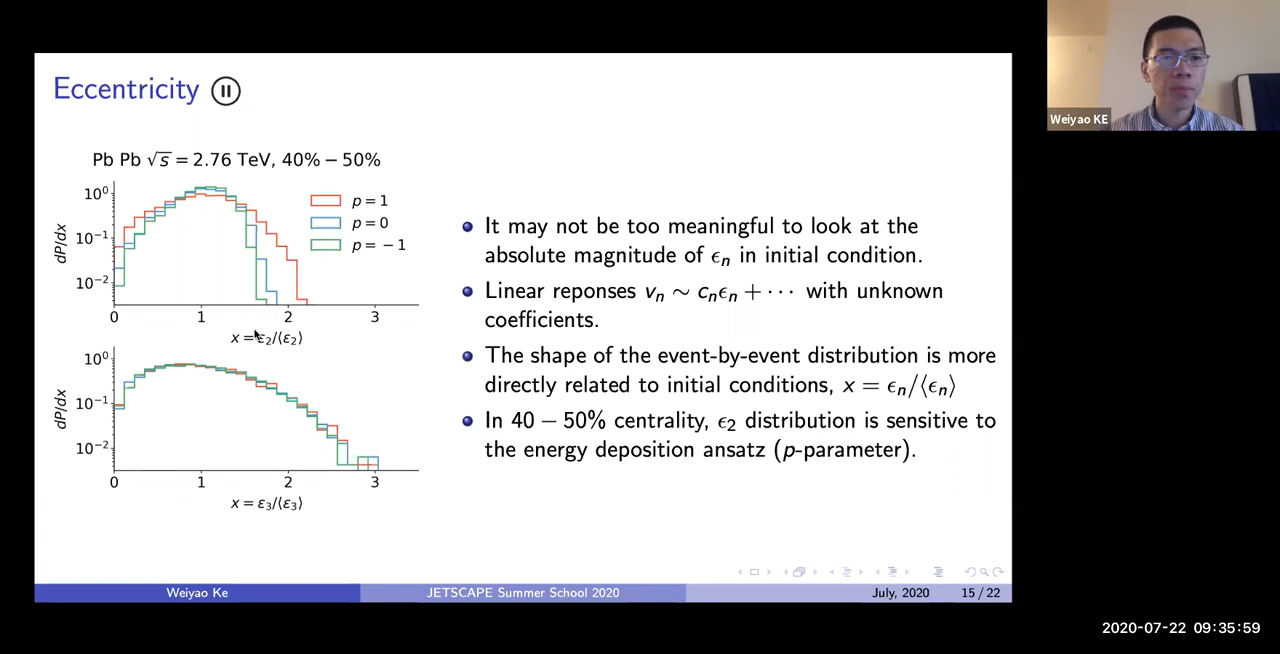 Eccentricity
Weiyao KE
Pb Pb √s = 2.76 TeV, 40% − 50%
10⁰
10⁻¹
10⁻²
dP/dx
p = 1
p = 0
p = −1
0 1 2 3
x = ε₂/⟨ε₂⟩
10⁰
10⁻¹
10⁻²
dP/dx
0 1 2 3
x = ε₃/⟨ε₃⟩
It may not be too meaningful to look at the
absolute magnitude of ϵₙ in initial condition.
Linear reponses vₙ ∼ cₙϵₙ + ⋯ with unknown
coefficients.
The shape of the event-by-event distribution is more
directly related to initial conditions, x = ϵₙ/⟨ϵₙ⟩
In 40 − 50% centrality, ϵ₂ distribution is sensitive to
the energy deposition ansatz (p-parameter).
Weiyao Ke
JETSCAPE Summer School 2020
July, 2020
15 / 22
2020-07-22 09:35:59